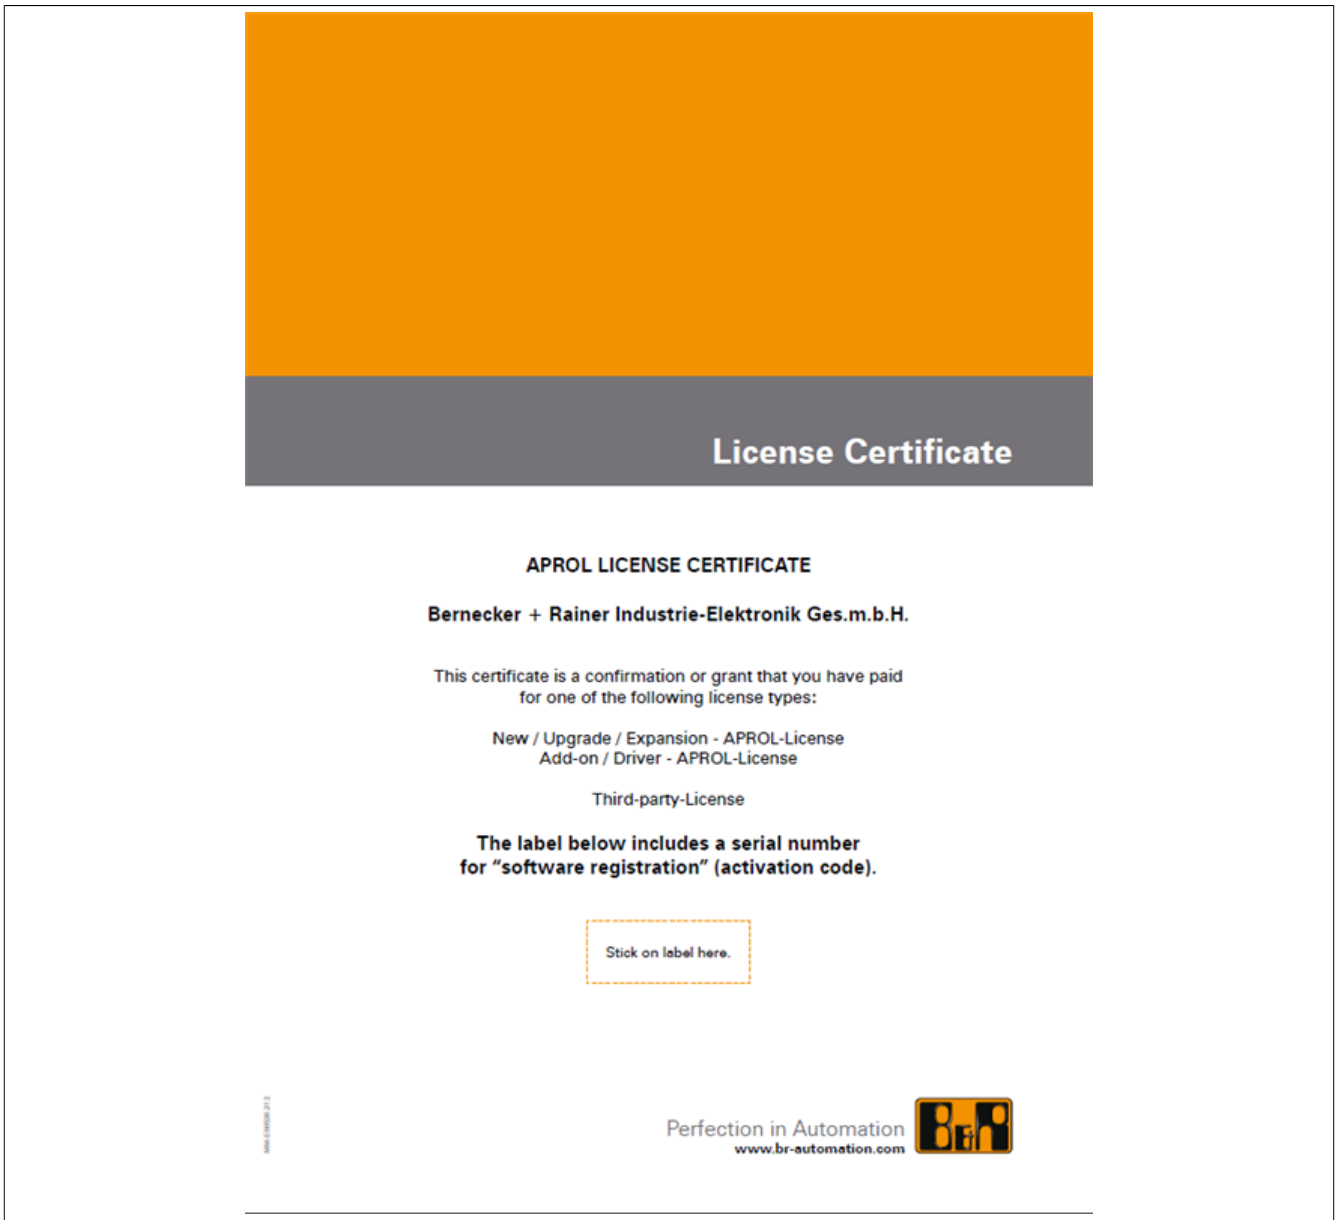 License Certificate
APROL LICENSE CERTIFICATE
Bernecker + Rainer Industrie-Elektronik Ges.m.b.H.
This certificate is a confirmation or grant that you have paid
for one of the following license types:
New / Upgrade / Expansion - APROL-License
Add-on / Driver - APROL-License
Third-party-License
The label below includes a serial number
for “software registration” (activation code).
Stick on label here.
Perfection in Automation
www.br-automation.com
B&R